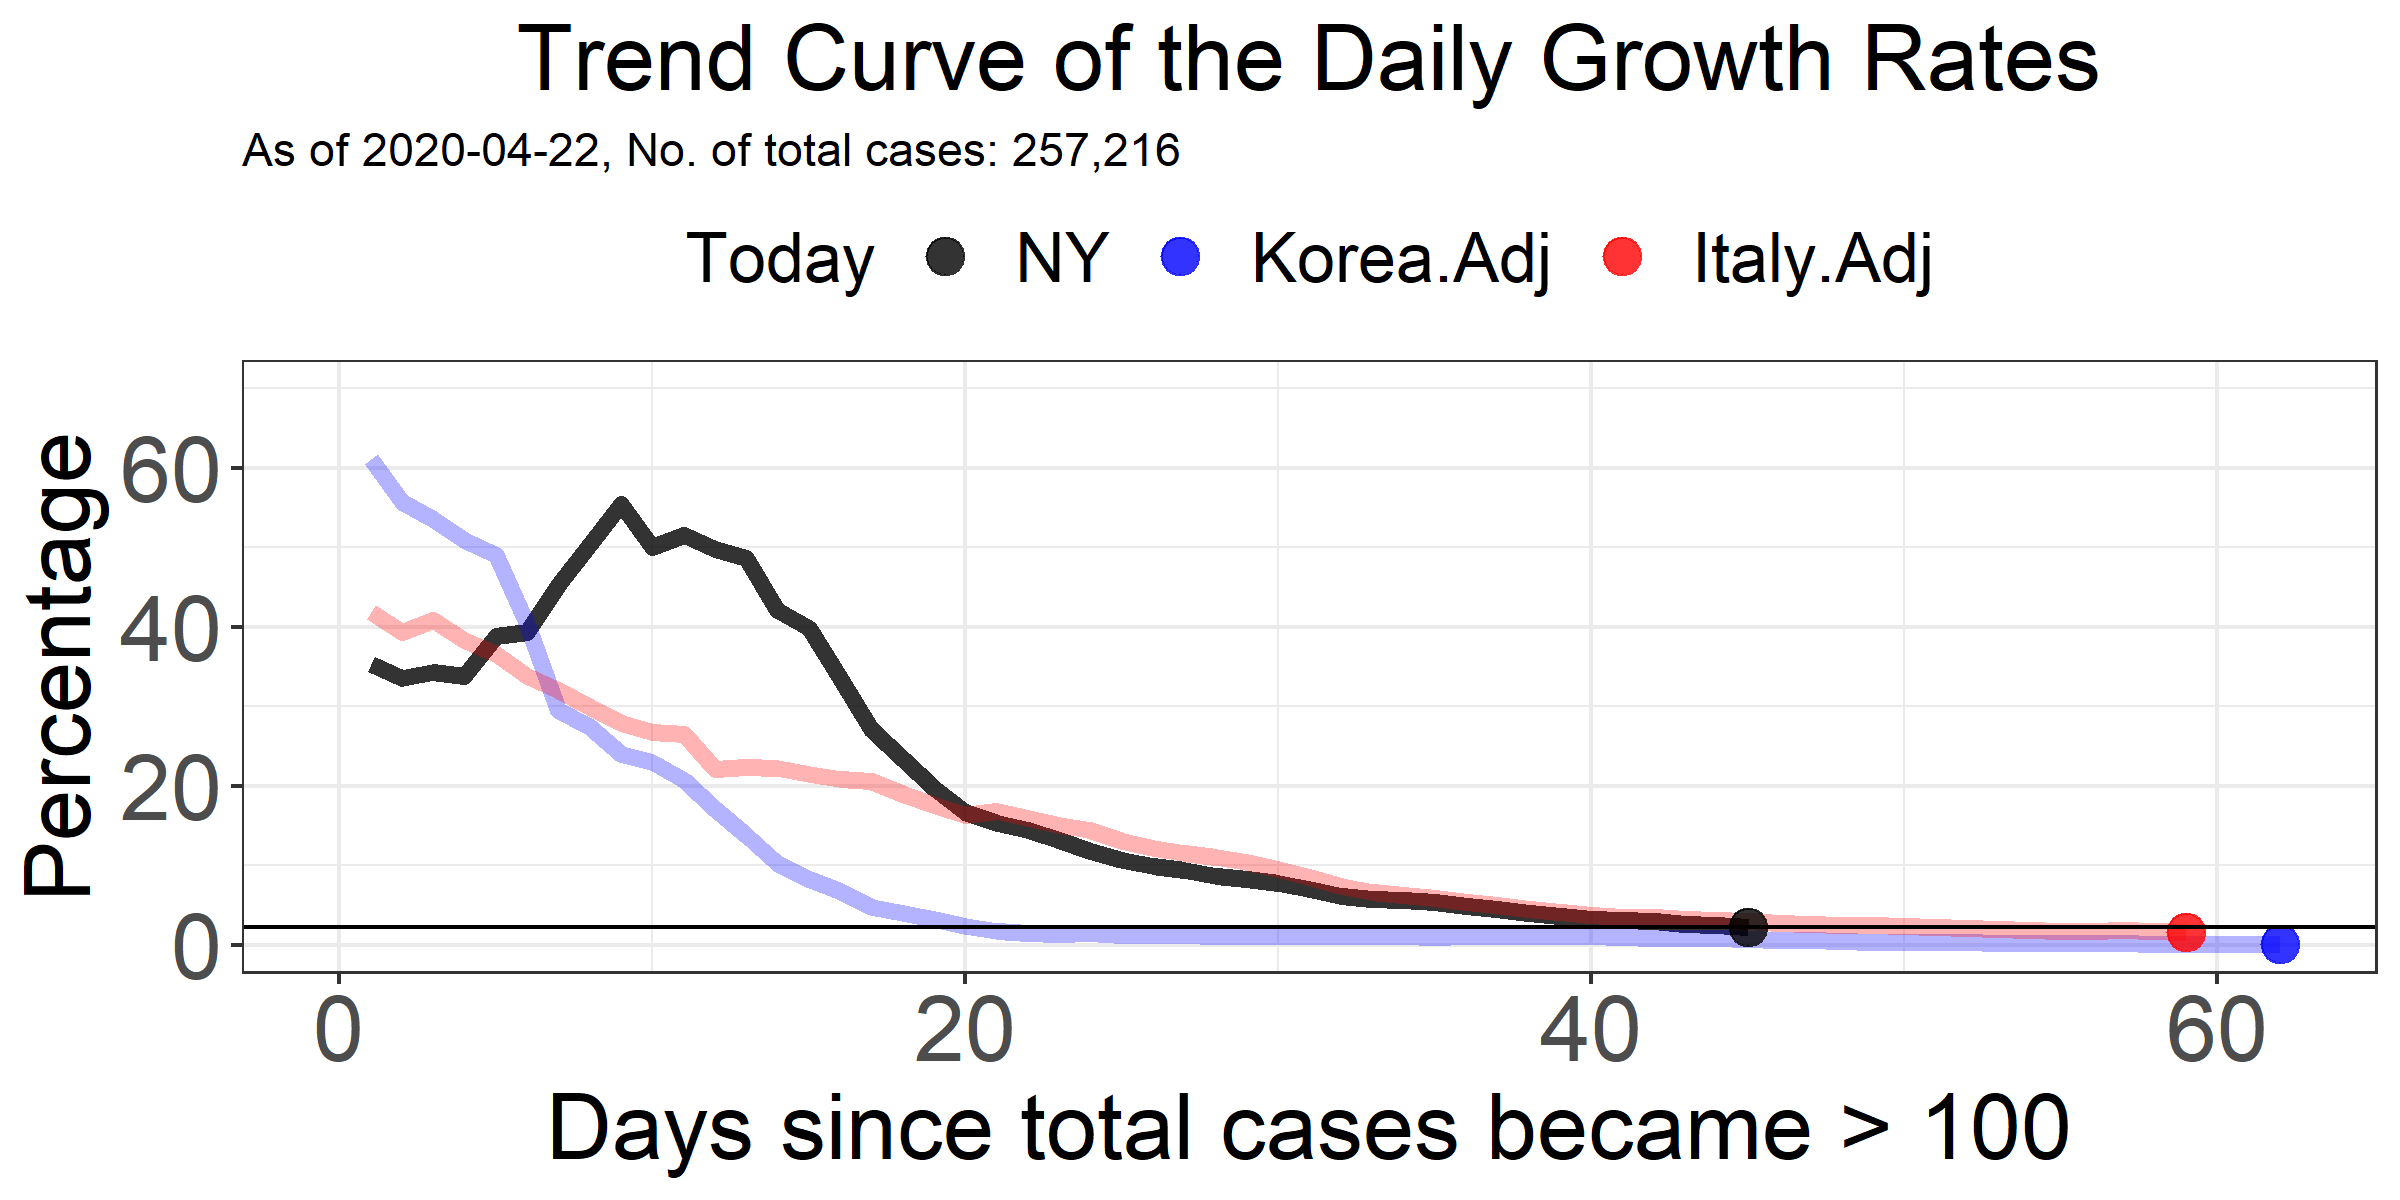 Trend Curve of the Daily Growth Rates
As of 2020-04-22, No. of total cases: 257,216
Today NY Korea.Adj Italy.Adj
Percentage
60
40
20
0
0 20 40 60
Days since total cases became > 100